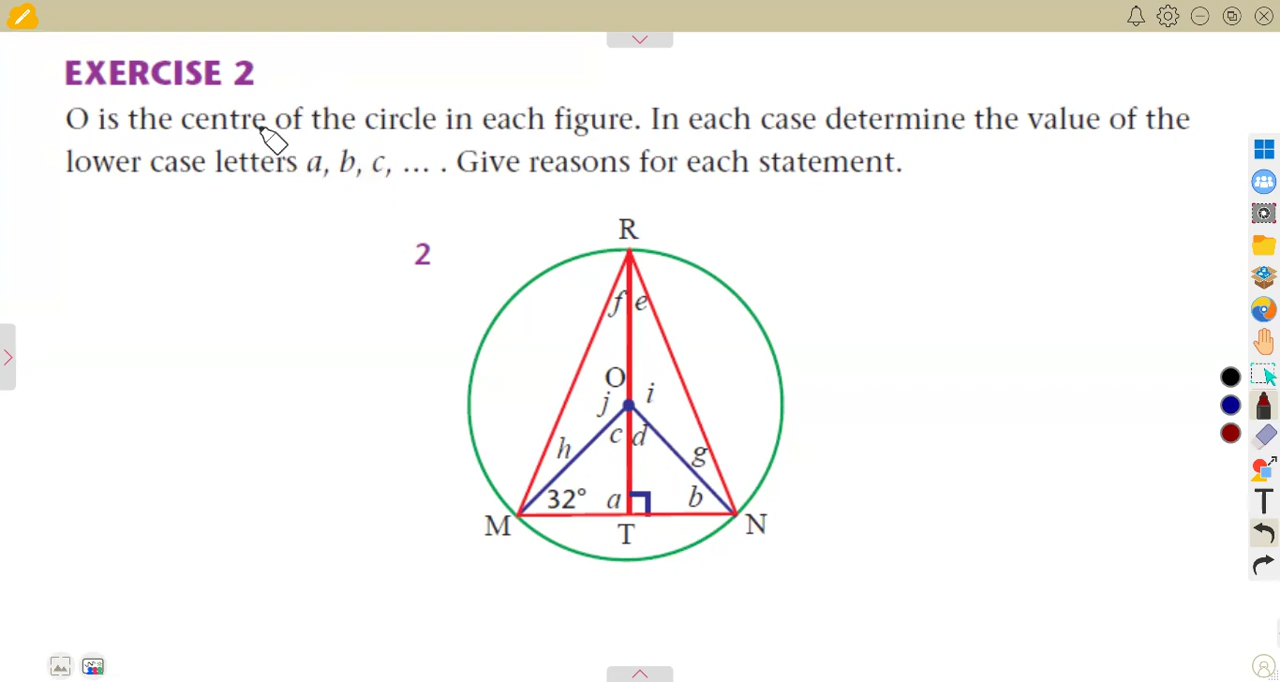 EXERCISE 2
O is the centre of the circle in each figure. In each case determine the value of the
lower case letters a, b, c, ... . Give reasons for each statement.
2
R
f e
O
j i
c d
h g
32° a b
M T N
T